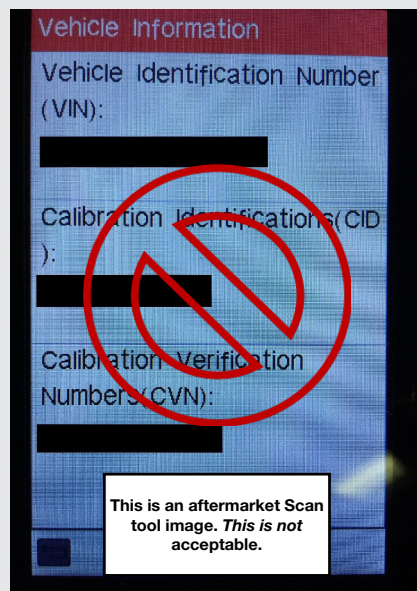 Vehicle Information
Vehicle Identification Number
(VIN):
Calibration Identifications(CID
):
Calibration Verification
Numbers(CVN):
This is an aftermarket Scan
tool image. This is not
acceptable.